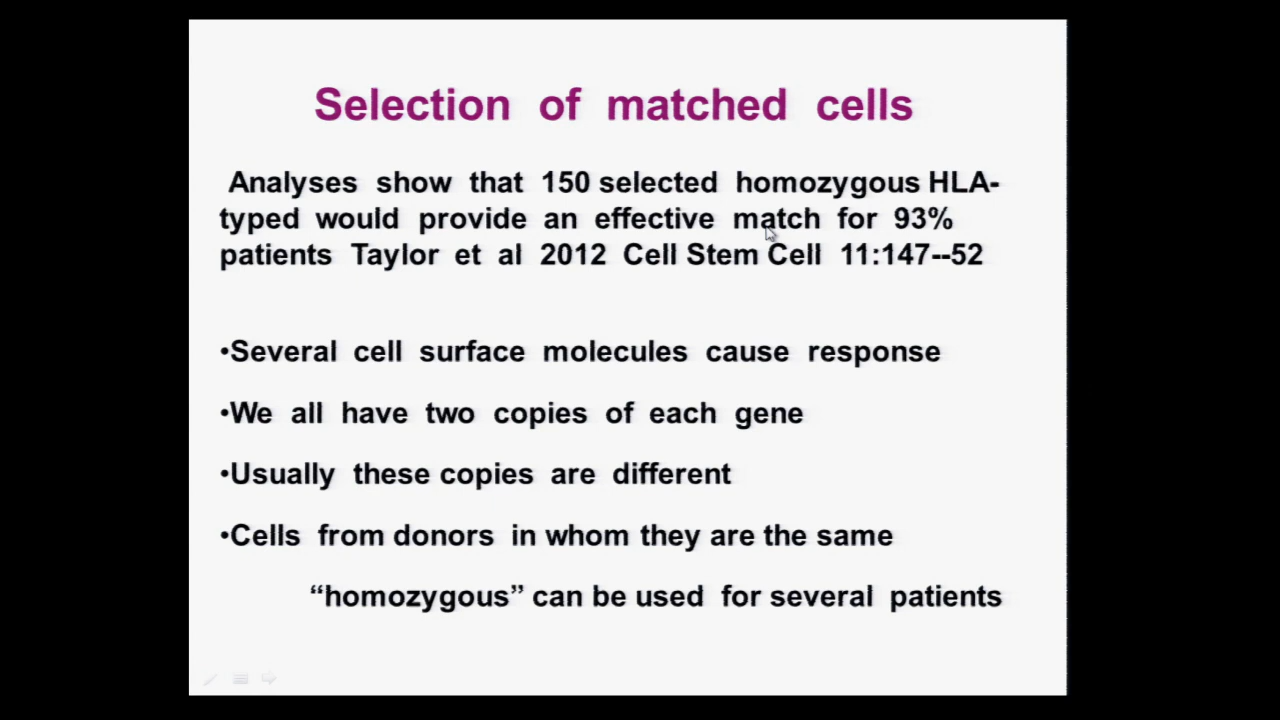 Selection of matched cells
Analyses show that 150 selected homozygous HLA-
typed would provide an effective match for 93%
patients Taylor et al 2012 Cell Stem Cell 11:147--52
•Several cell surface molecules cause response
•We all have two copies of each gene
•Usually these copies are different
•Cells from donors in whom they are the same
“homozygous” can be used for several patients